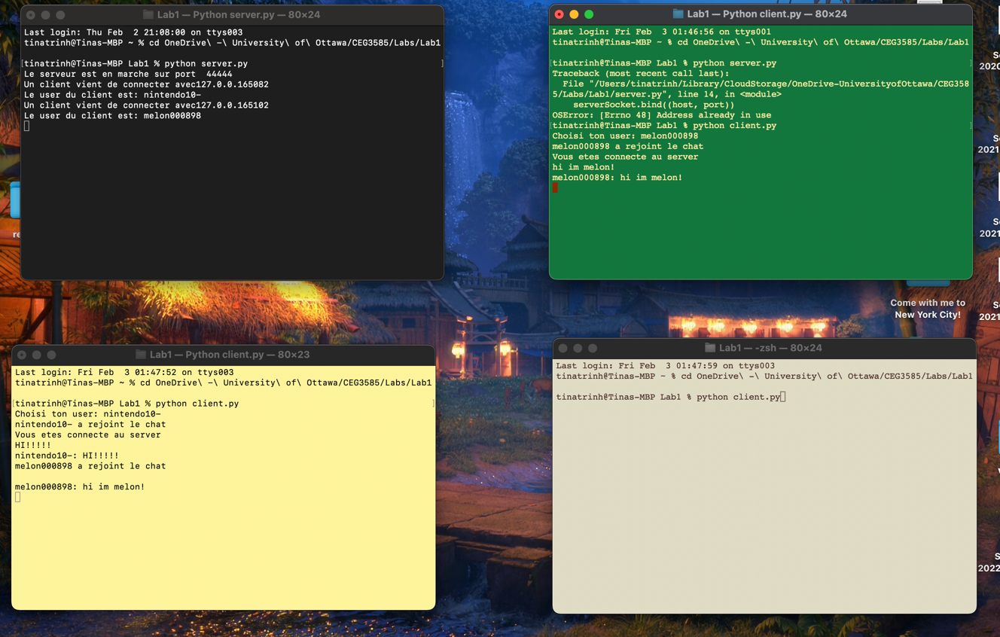 Lab1 — Python server.py — 80×24
Last login: Thu Feb  2 21:08:00 on ttys003
tinatrinh@Tinas-MBP ~ % cd OneDrive\ -\ University\ of\ Ottawa/CEG3585/Labs/Lab1
[tinatrinh@Tinas-MBP Lab1 % python server.py ]
Le serveur est en marche sur port  44444
Un client vient de connecter avec127.0.0.165082
Le user du client est: nintendo10-
Un client vient de connecter avec127.0.0.165102
Le user du client est: melon000898
Lab1 — Python client.py — 80×24
Last login: Fri Feb  3 01:46:56 on ttys001
tinatrinh@Tinas-MBP ~ % cd OneDrive\ -\ University\ of\ Ottawa/CEG3585/Labs/Lab1
[tinatrinh@Tinas-MBP Lab1 % python server.py ]
Traceback (most recent call last):
  File "/Users/tinatrinh/Library/CloudStorage/OneDrive-UniversityofOttawa/CEG358
5/Labs/Lab1/server.py", line 14, in <module>
    serverSocket.bind((host, port))
OSError: [Errno 48] Address already in use
[tinatrinh@Tinas-MBP Lab1 % python client.py ]
Choisi ton user: melon000898
melon000898 a rejoint le chat
Vous etes connecte au server
hi im melon!
melon000898: hi im melon!
Lab1 — Python client.py — 80×23
Last login: Fri Feb  3 01:47:52 on ttys003
tinatrinh@Tinas-MBP ~ % cd OneDrive\ -\ University\ of\ Ottawa/CEG3585/Labs/Lab1
[tinatrinh@Tinas-MBP Lab1 % python client.py ]
Choisi ton user: nintendo10-
nintendo10- a rejoint le chat
Vous etes connecte au server
HI!!!!!
nintendo10-: HI!!!!!
melon000898 a rejoint le chat
melon000898: hi im melon!
Lab1 — -zsh — 80×24
Last login: Fri Feb  3 01:47:59 on ttys003
tinatrinh@Tinas-MBP ~ % cd OneDrive\ -\ University\ of\ Ottawa/CEG3585/Labs/Lab1
tinatrinh@Tinas-MBP Lab1 % python client.py
Come with me to
New York City!
2020
2021
2021
2021
2022